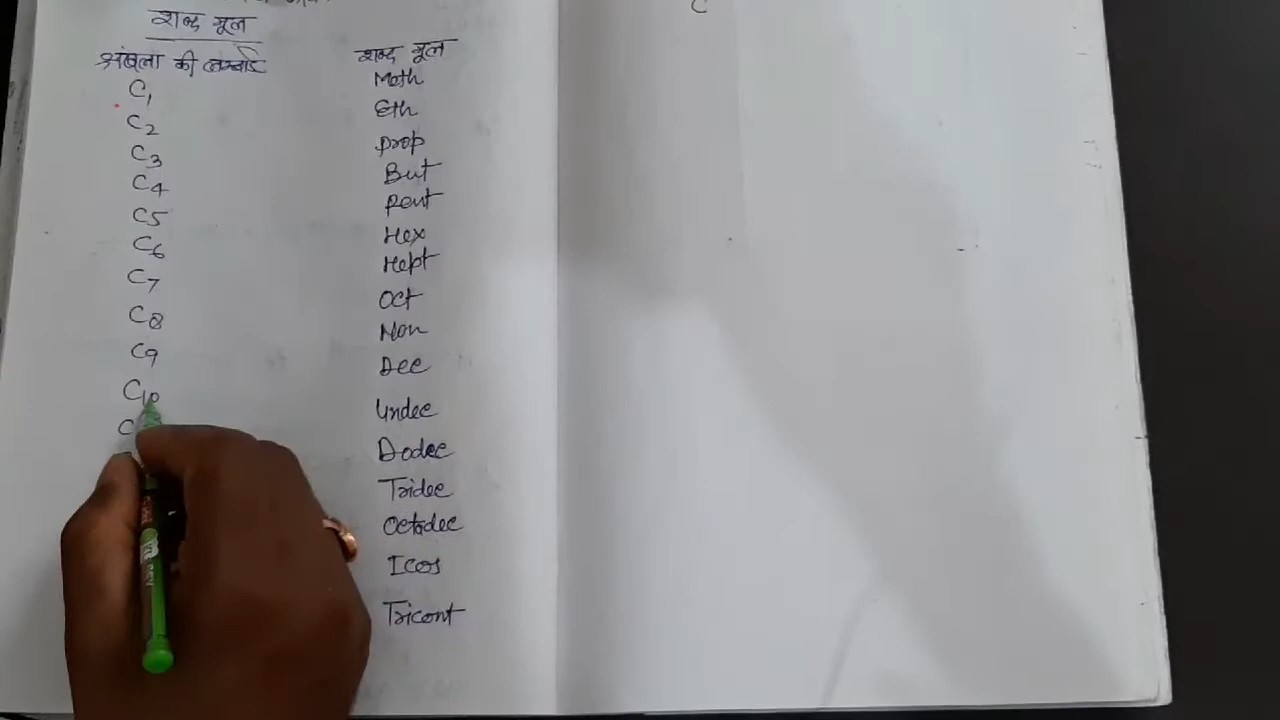 शब्द मूल
श्रृंखला की लम्बाई शब्द मूल
C
C1 Meth
C2 Eth
C3 prop
C4 But
C5 pent
C6 Hex
C7 Hept
C8 Oct
C9 Non
C10 Dec
C Undec
Dodec
Tridec
Octadec
Icos
Tricont